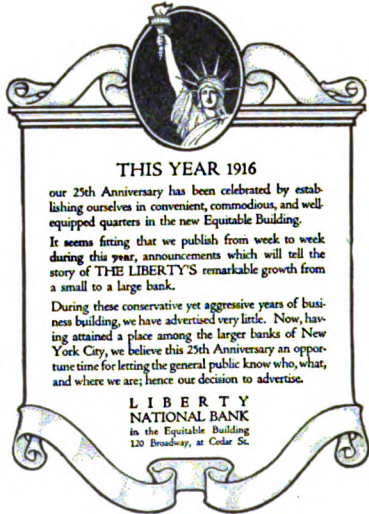 THIS YEAR 1916
our 25th Anniversary has been celebrated by estab-
lishing ourselves in convenient, commodious, and well-
equipped quarters in the new Equitable Building.
It seems fitting that we publish from week to week
during this year, announcements which will tell the
story of THE LIBERTY'S remarkable growth from
a small to a large bank.
During these conservative yet aggressive years of busi-
ness building, we have advertised very little. Now, hav-
ing attained a place among the larger banks of New
York City, we believe this 25th Anniversary an oppor-
tune time for letting the general public know who, what,
and where we are; hence our decision to advertise.
LIBERTY
NATIONAL BANK
in the Equitable Building
120 Broadway, at Cedar St.